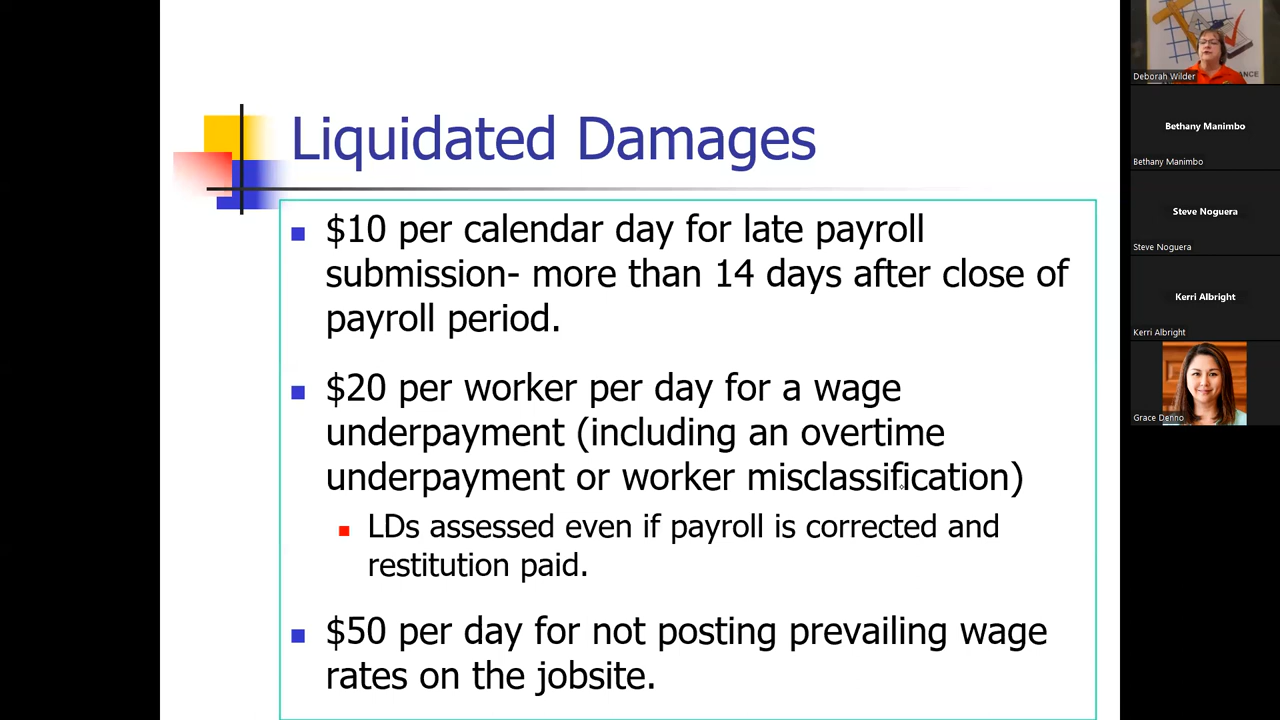 Liquidated Damages
$10 per calendar day for late payroll
submission- more than 14 days after close of
payroll period.
$20 per worker per day for a wage
underpayment (including an overtime
underpayment or worker misclassification)
LDs assessed even if payroll is corrected and
restitution paid.
$50 per day for not posting prevailing wage
rates on the jobsite.
ANCE
Deborah Wilder
Bethany Manimbo
Bethany Manimbo
Steve Noguera
Steve Noguera
Kerri Albright
Kerri Albright
Grace Denno